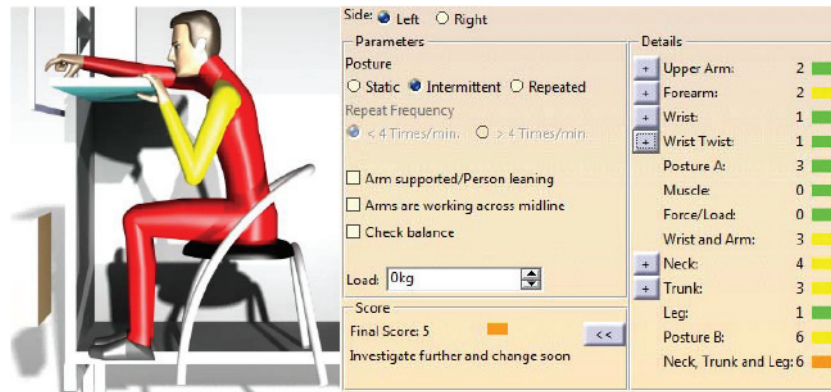 Side: Left Right
Parameters
Posture
Static Intermittent Repeated
Repeat Frequency
< 4 Times/min. > 4 Times/min.
Arm supported/Person leaning
Arms are working across midline
Check balance
Load: 0kg
Score
Final Score: 5 <<
Investigate further and change soon
Details
+ Upper Arm: 2
+ Forearm: 2
+ Wrist: 1
+ Wrist Twist: 1
Posture A: 3
Muscle: 0
Force/Load: 0
Wrist and Arm: 3
+ Neck: 4
+ Trunk: 3
Leg: 1
Posture B: 6
Neck, Trunk and Leg: 6